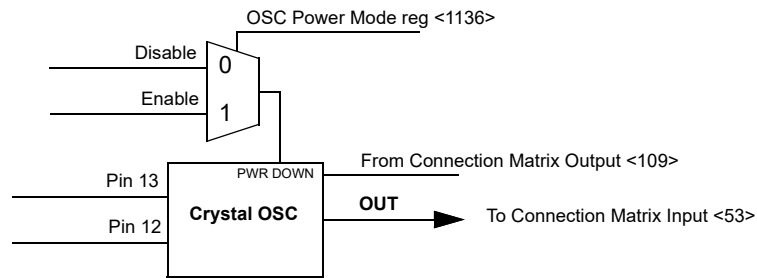 OSC Power Mode reg <1136>
Disable
0
Enable
1
PWR DOWN
From Connection Matrix Output <109>
Pin 13
Crystal OSC
OUT
To Connection Matrix Input <53>
Pin 12